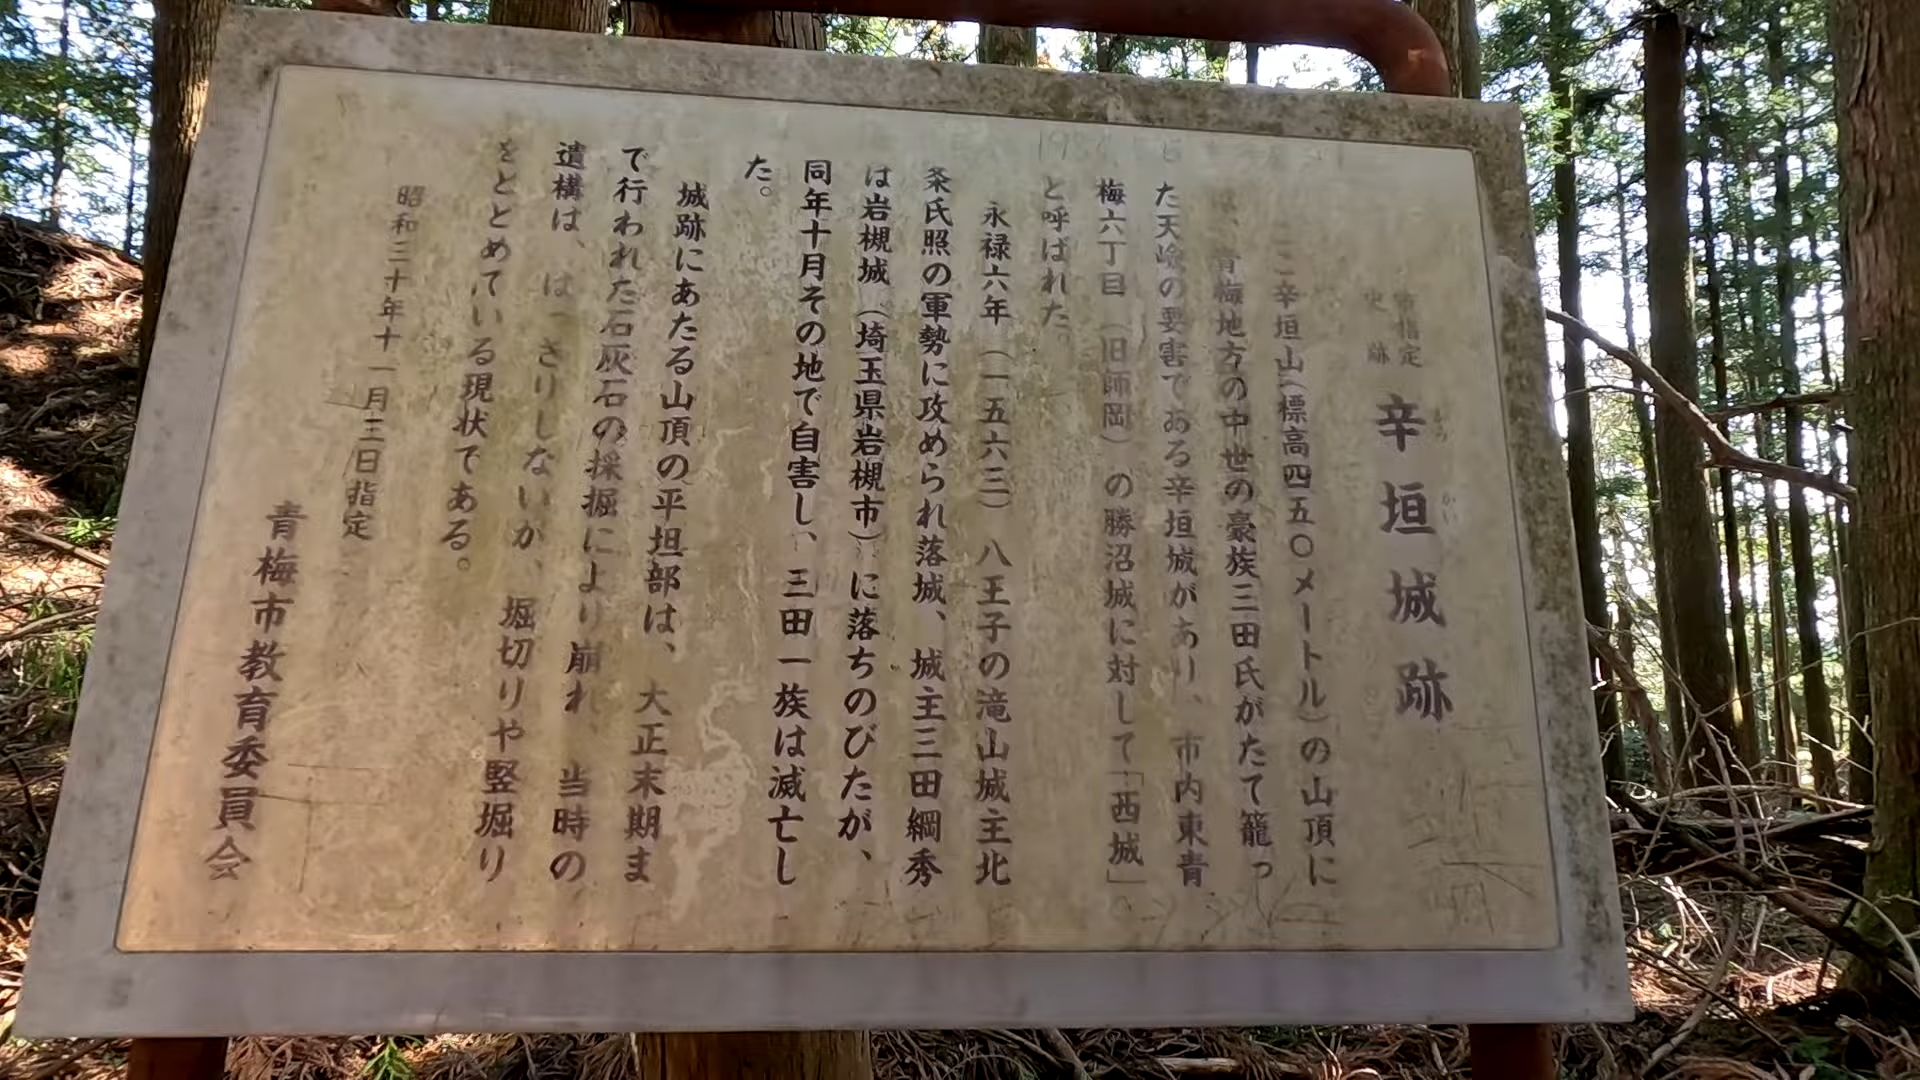 市指定
史跡
辛垣城跡
ここ辛垣山(標高四五〇メートル)の山頂に
、青梅地方の中世の豪族三田氏がたて籠っ
た天嶮の要害である辛垣城があり、市内東青
梅六丁目(旧師岡)の勝沼城に対して「西城」
と呼ばれた。
永禄六年(一五六三)八王子の滝山城主北
条氏照の軍勢に攻められ落城、城主三田綱秀
は岩槻城(埼玉県岩槻市)に落ちのびたが、
同年十月その地で自害し、三田一族は滅亡し
た。
城跡にあたる山頂の平坦部は、大正末期ま
で行われた石灰石の採掘により崩れ、当時の
遺構は、はっきりしないが、堀切りや竪堀り
をとどめている現状である。
昭和三十年十一月三日指定
青梅市教育委員会